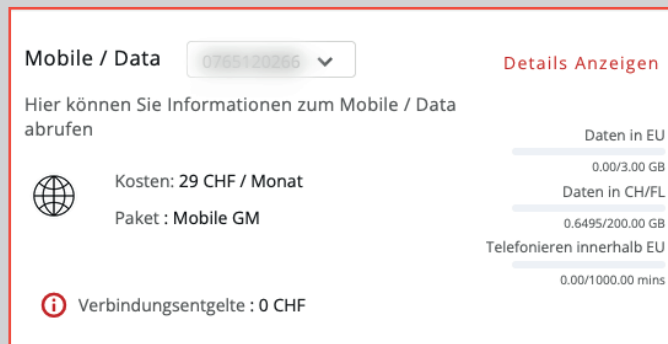 Mobile / Data
Details Anzeigen
Hier können Sie Informationen zum Mobile / Data
abrufen
Kosten: 29 CHF / Monat
Paket : Mobile GM
Daten in EU
0.00/3.00 GB
Daten in CH/FL
0.6495/200.00 GB
Telefonieren innerhalb EU
0.00/1000.00 mins
Verbindungsentgelte : 0 CHF